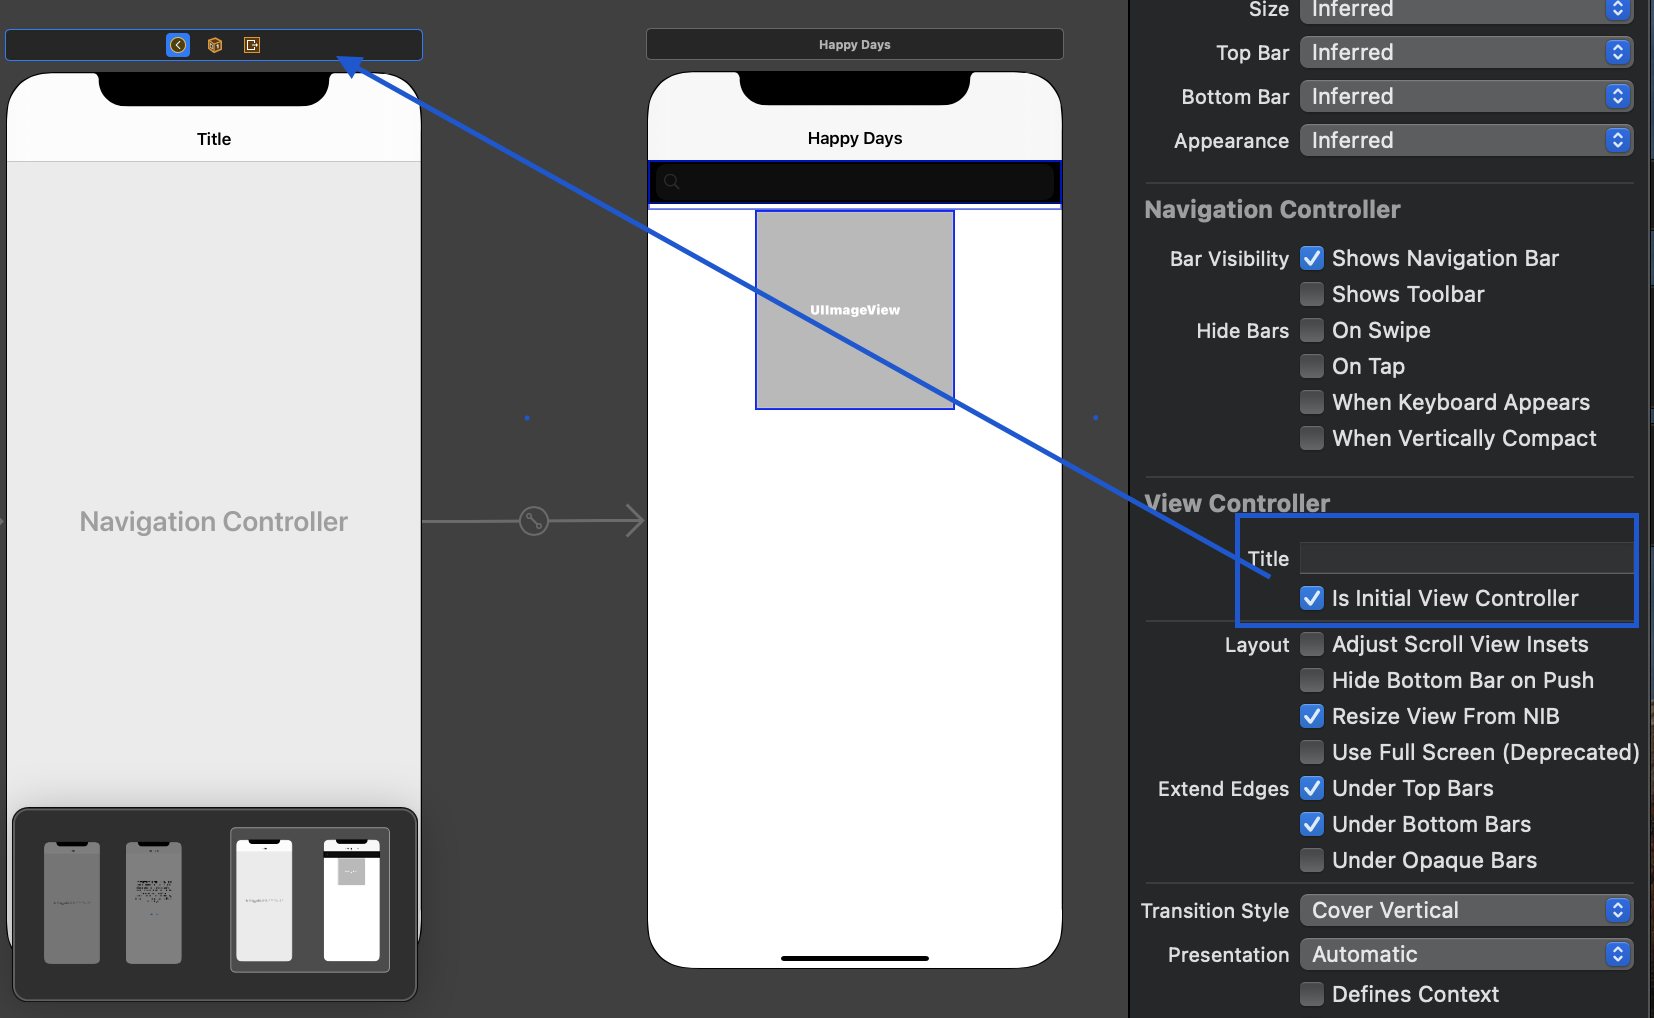 Title
Navigation Controller
Happy Days
Happy Days
UIImageView
Size Inferred
Top Bar Inferred
Bottom Bar Inferred
Appearance Inferred
Navigation Controller
Bar Visibility Shows Navigation Bar
Shows Toolbar
Hide Bars On Swipe
On Tap
When Keyboard Appears
When Vertically Compact
View Controller
Title
Is Initial View Controller
Layout Adjust Scroll View Insets
Hide Bottom Bar on Push
Resize View From NIB
Use Full Screen (Deprecated)
Extend Edges Under Top Bars
Under Bottom Bars
Under Opaque Bars
Transition Style Cover Vertical
Presentation Automatic
Defines Context